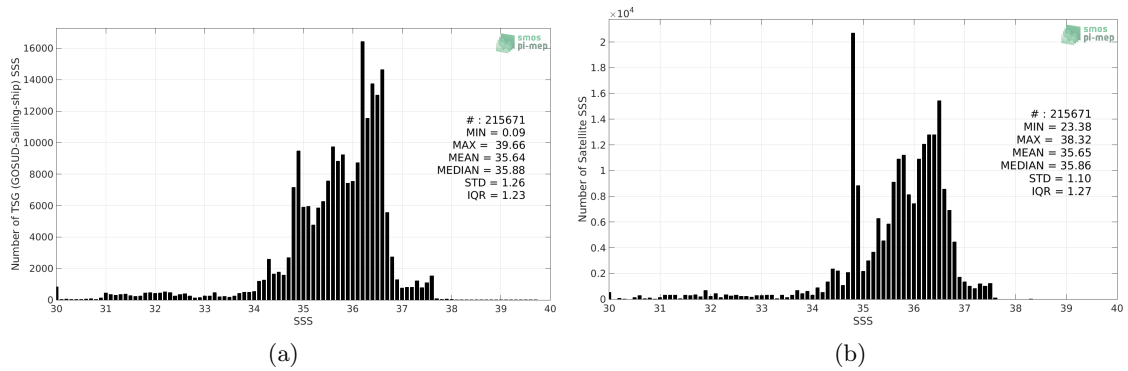 Number of TSG (GOSUD-Sailing-ship) SSS
16000
14000
12000
10000
8000
6000
4000
2000
0
30 31 32 33 34 35 36 37 38 39 40
SSS
smos
pi-mep
# : 215671
MIN = 0.09
MAX = 39.66
MEAN = 35.64
MEDIAN = 35.88
STD = 1.26
IQR = 1.23
(a)
Number of Satellite SSS
×10⁴
2
1.8
1.6
1.4
1.2
1
0.8
0.6
0.4
0.2
0
30 31 32 33 34 35 36 37 38 39 40
SSS
smos
pi-mep
# : 215671
MIN = 23.38
MAX = 38.32
MEAN = 35.65
MEDIAN = 35.86
STD = 1.10
IQR = 1.27
(b)